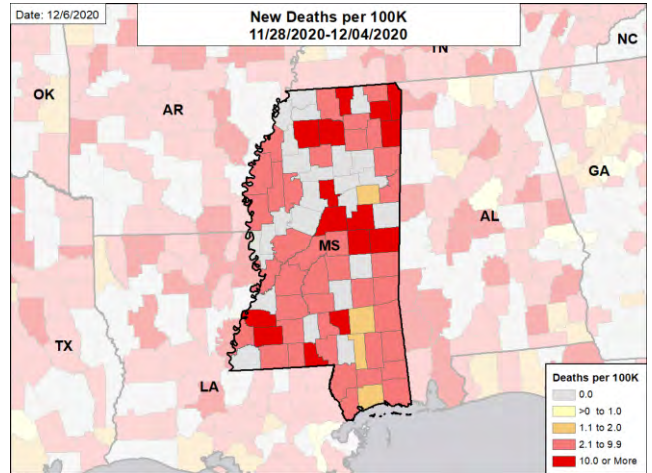 Date: 12/6/2020
New Deaths per 100K
11/28/2020-12/04/2020
TN
NC
OK
AR
GA
AL
MS
TX
LA
Deaths per 100K
0.0
>0 to 1.0
1.1 to 2.0
2.1 to 9.9
10.0 or More